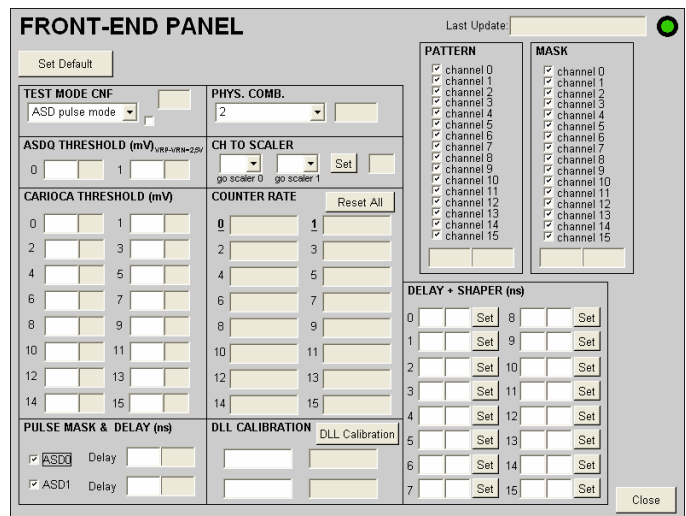 FRONT-END PANEL
Last Update:
Set Default
TEST MODE CNF
ASD pulse mode
PHYS. COMB.
2
ASDQ THRESHOLD (mV) VRP-VRN=2,5V
0 1
CH TO SCALER
Set
go scaler 0 go scaler 1
CARIOCA THRESHOLD (mV)
0 1
2 3
4 5
6 7
8 9
10 11
12 13
14 15
COUNTER RATE
Reset All
0 1
2 3
4 5
6 7
8 9
10 11
12 13
14 15
PULSE MASK & DELAY (ns)
ASD0 Delay
ASD1 Delay
DLL CALIBRATION
DLL Calibration
PATTERN
channel 0
channel 1
channel 2
channel 3
channel 4
channel 5
channel 6
channel 7
channel 8
channel 9
channel 10
channel 11
channel 12
channel 13
channel 14
channel 15
MASK
channel 0
channel 1
channel 2
channel 3
channel 4
channel 5
channel 6
channel 7
channel 8
channel 9
channel 10
channel 11
channel 12
channel 13
channel 14
channel 15
DELAY + SHAPER (ns)
0 Set 8 Set
1 Set 9 Set
2 Set 10 Set
3 Set 11 Set
4 Set 12 Set
5 Set 13 Set
6 Set 14 Set
7 Set 15 Set
Close